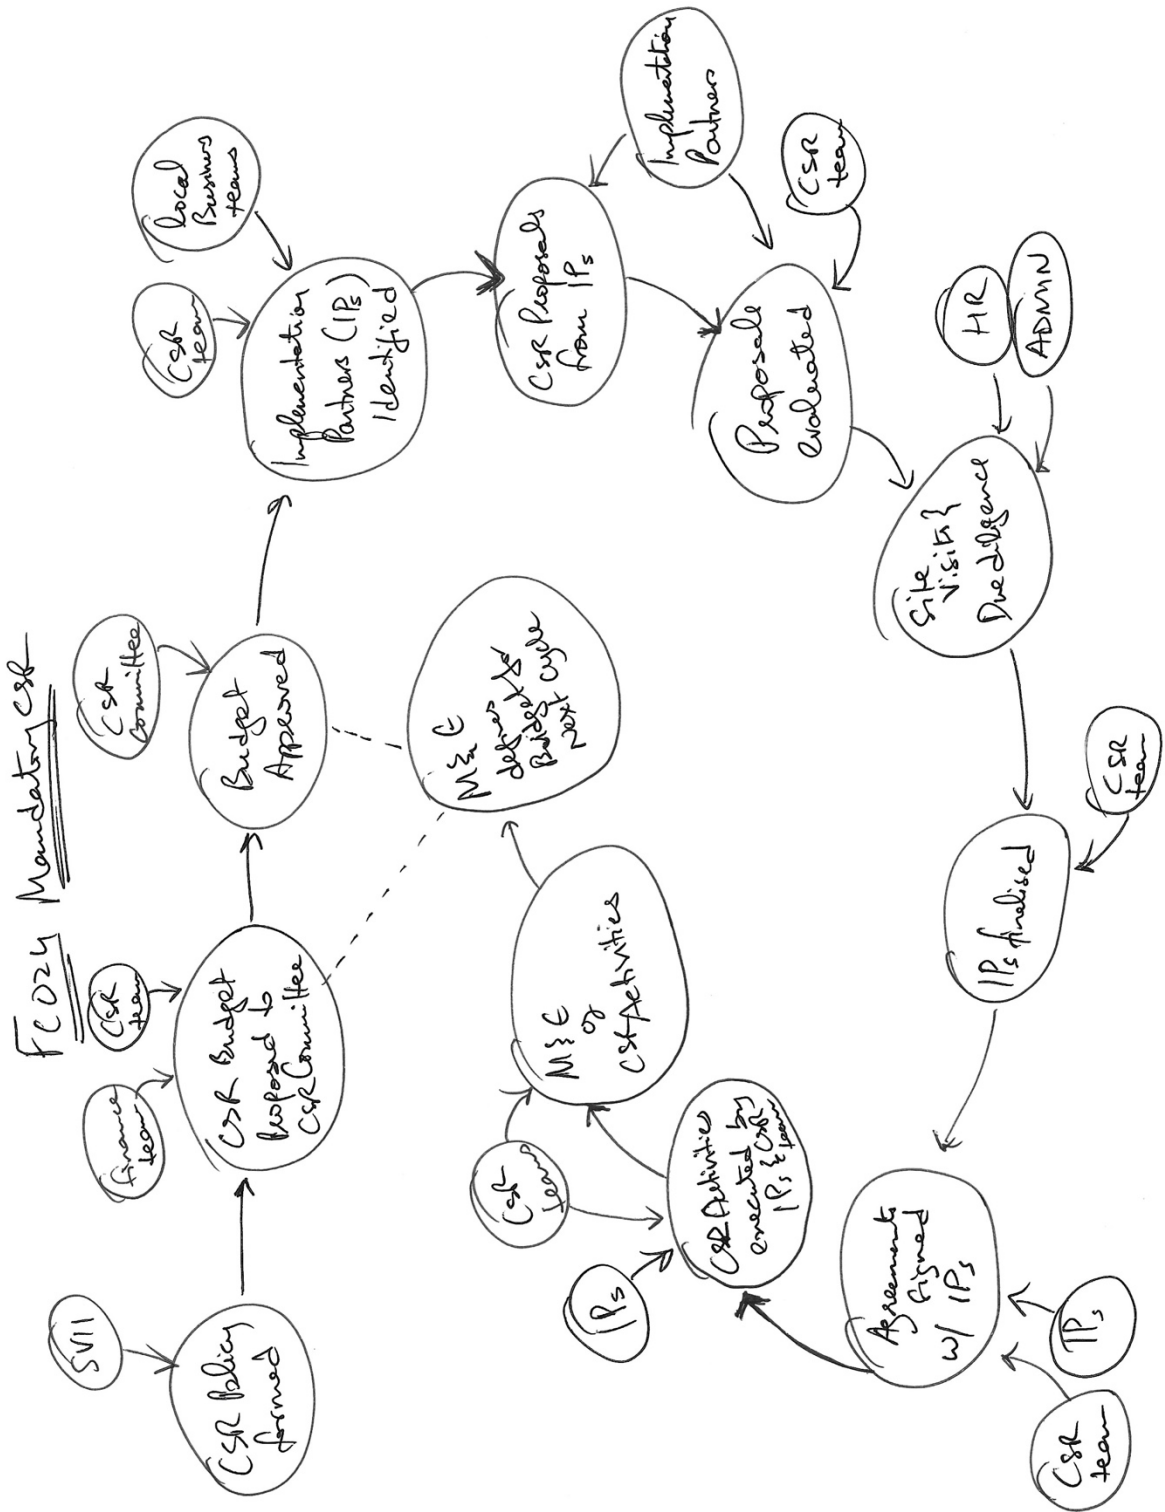 FC024 Mandatory CSR
SVII
CSR Policy
formed
finance
team
CSR
team
CSR Budget
Proposed to
CSR Committee
CSR
Committee
Budget
Approved
CSR
team
Local
Business
teams
Implementation
Partners (IPs)
Identified
Implementation
Partners
CSR Proposals
from IPs
CSR
team
Proposals
evaluated
HR
ADMIN
Site
Visits &
Due diligence
CSR
team
IPs finalised
Agreements
signed
w/ IPs
IPs
CSR
team
IPs
CSR
team
CSR Activities
executed by
IPs & CSR
team
M & E
of
CSR Activities
M & E
defines
Budget for
next cycle